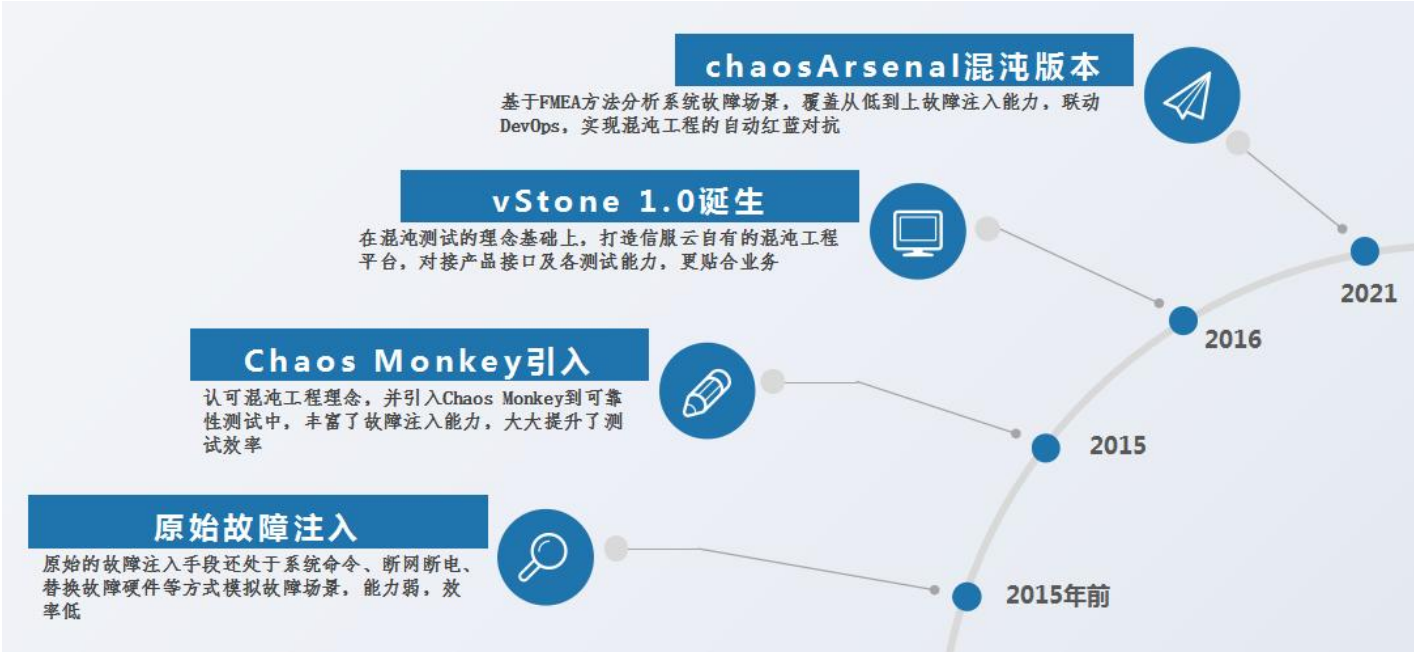 chaosArsenal混沌版本
基于FMEA方法分析系统故障场景，覆盖从低到上故障注入能力，联动
DevOps，实现混沌工程的自动红蓝对抗
2021
vStone 1.0诞生
在混沌测试的理念基础上，打造信服云自有的混沌工程
平台，对接产品接口及各测试能力，更贴合业务
2016
Chaos Monkey引入
认可混沌工程理念，并引入Chaos Monkey到可靠
性测试中，丰富了故障注入能力，大大提升了测
试效率
2015
原始故障注入
原始的故障注入手段还处于系统命令、断网断电、
替换故障硬件等方式模拟故障场景，能力弱，效
率低
2015年前